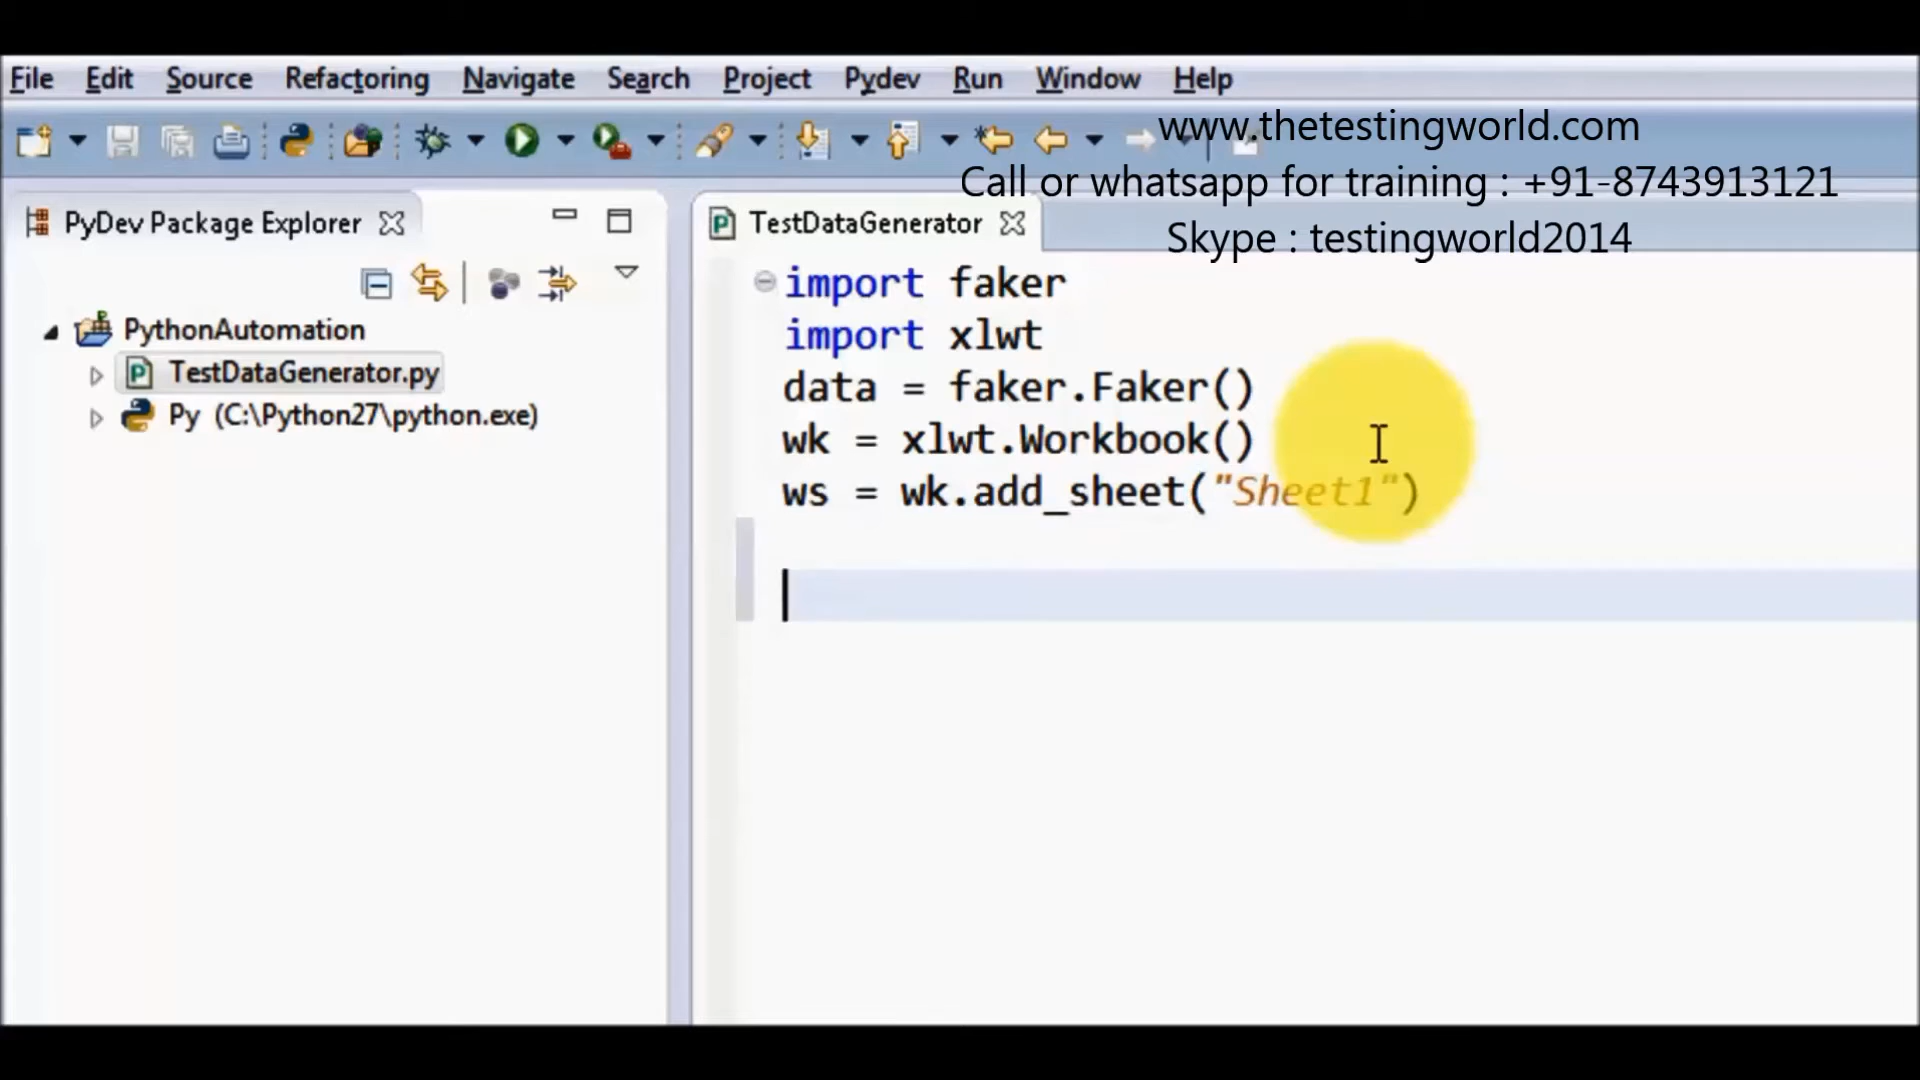 File Edit Source Refactoring Navigate Search Project Pydev Run Window Help
www.thetestingworld.com
Call or whatsapp for training : +91-8743913121
Skype : testingworld2014
PyDev Package Explorer
TestDataGenerator
PythonAutomation
TestDataGenerator.py
Py (C:\Python27\python.exe)
import faker
import xlwt
data = faker.Faker()
wk = xlwt.Workbook()
ws = wk.add_sheet("Sheet1")